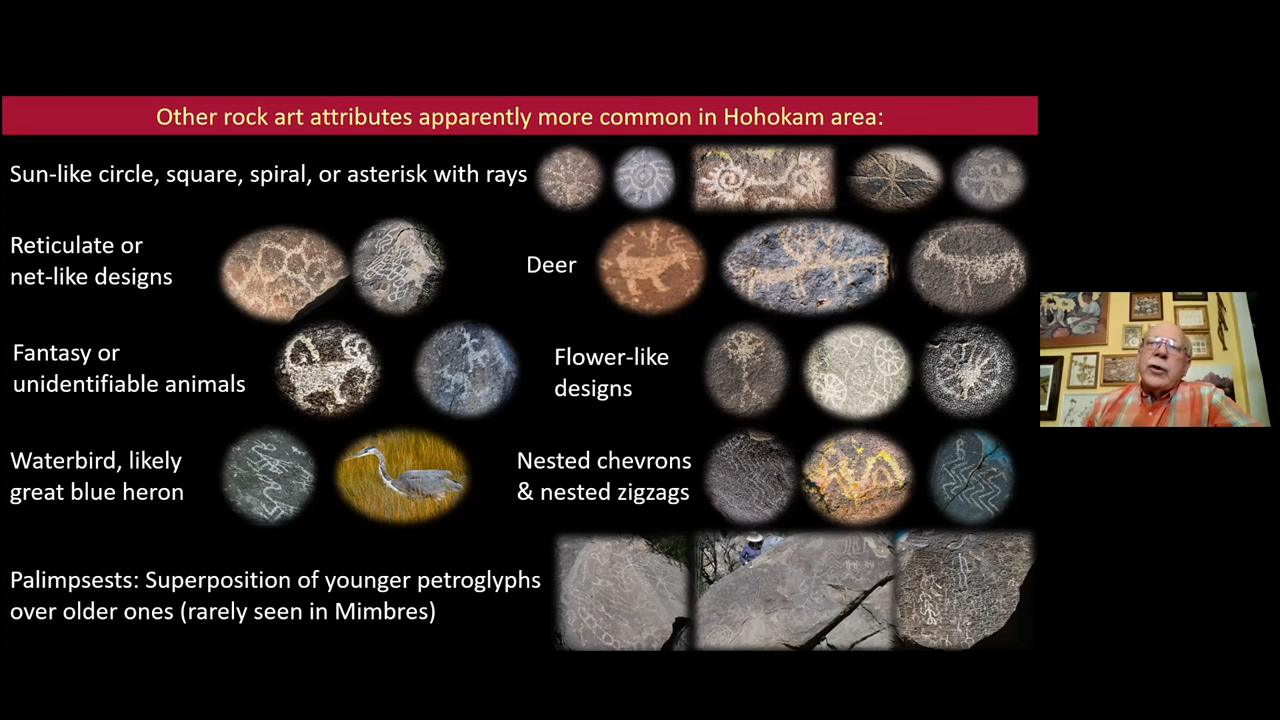 Other rock art attributes apparently more common in Hohokam area:
Sun-like circle, square, spiral, or asterisk with rays
Reticulate or
net-like designs
Deer
Fantasy or
unidentifiable animals
Flower-like
designs
Waterbird, likely
great blue heron
Nested chevrons
& nested zigzags
Palimpsests: Superposition of younger petroglyphs
over older ones (rarely seen in Mimbres)